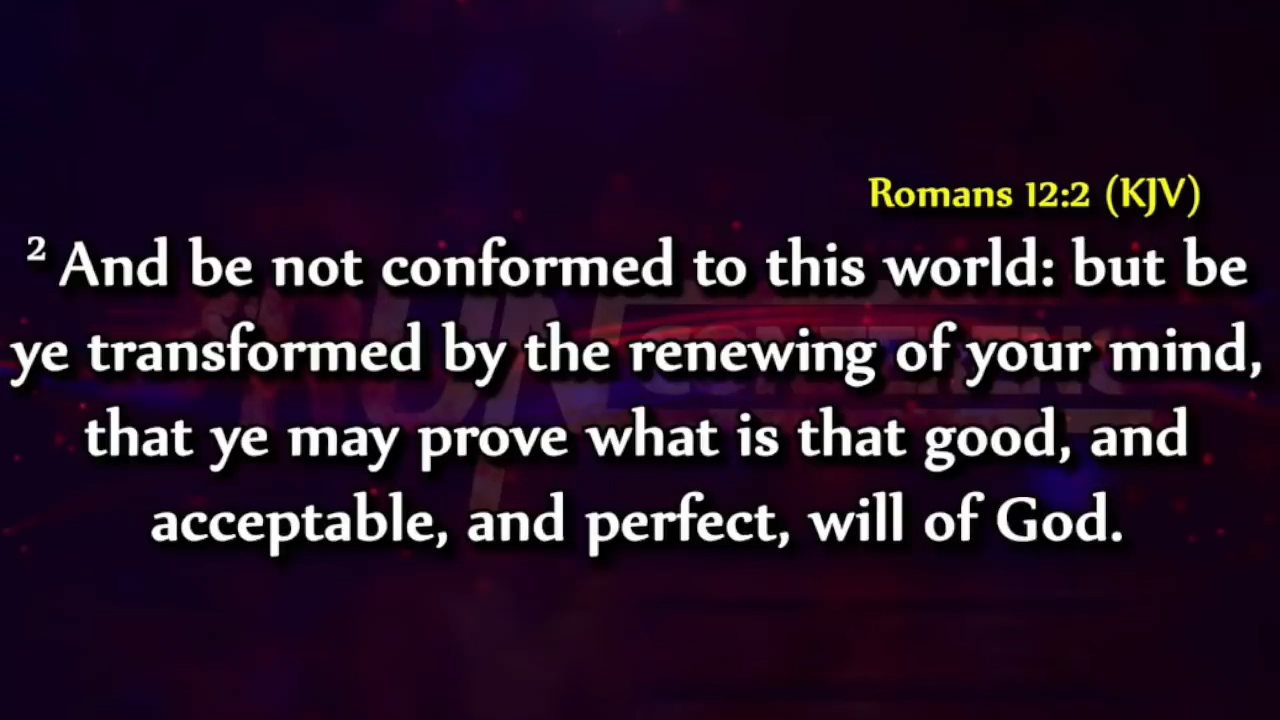 Romans 12:2 (KJV)
² And be not conformed to this world: but be
ye transformed by the renewing of your mind,
that ye may prove what is that good, and
acceptable, and perfect, will of God.
RUN